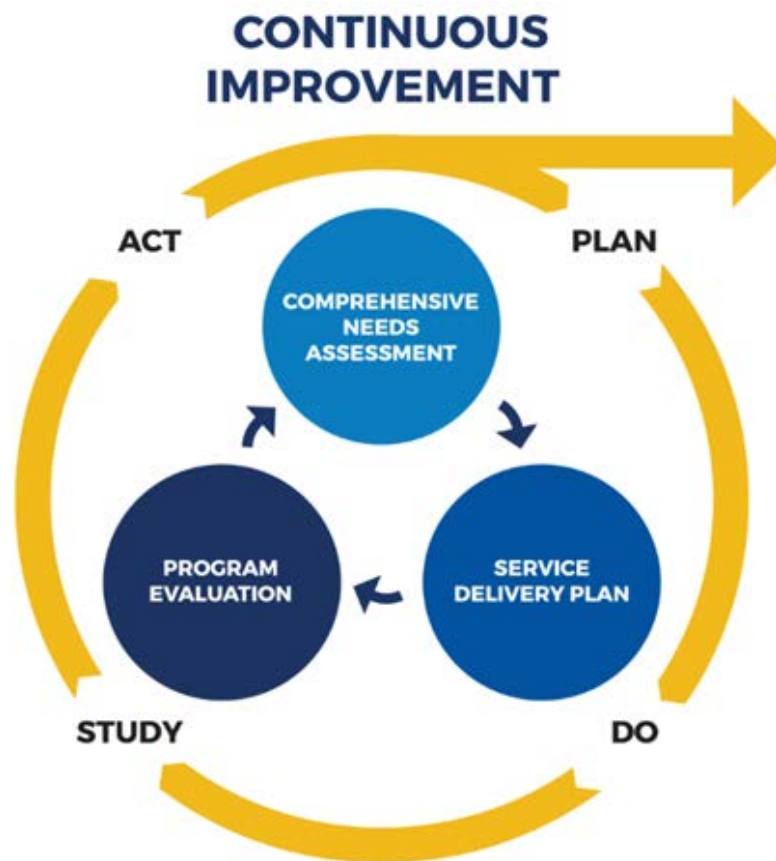 CONTINUOUS
IMPROVEMENT
ACT
PLAN
COMPREHENSIVE
NEEDS
ASSESSMENT
PROGRAM
EVALUATION
SERVICE
DELIVERY PLAN
STUDY
DO